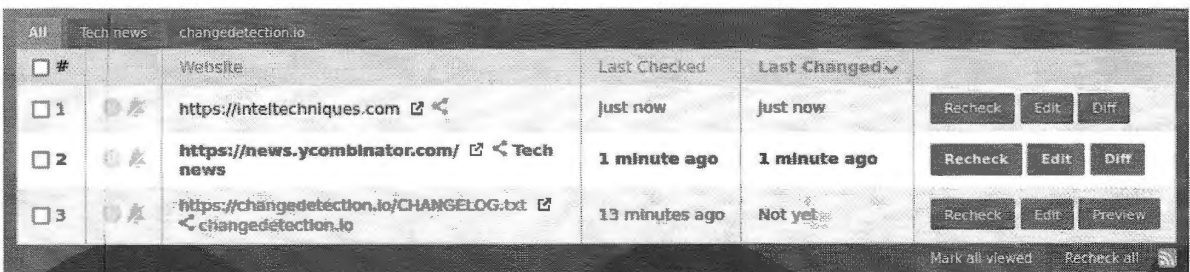 All Tech news changedetection.io
# Website Last Checked Last Changed
1 https://inteltechniques.com just now just now Recheck Edit Diff
2 https://news.ycombinator.com/ Tech 1 minute ago 1 minute ago Recheck Edit Diff
news
3 https://changedetection.io/CHANGELOG.txt 13 minutes ago Not yet Recheck Edit Preview
changedetection.io
Mark all viewed Recheck all